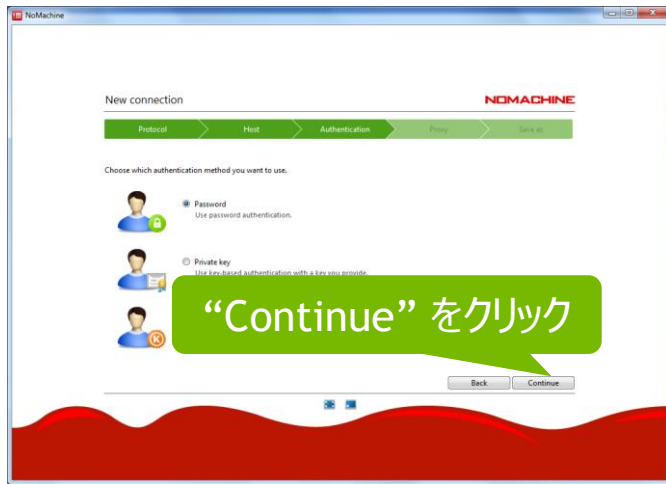 NoMachine
New connection
NOMACHINE
Protocol Host Authentication Proxy Save as
Choose which authentication method you want to use.
Password
Use password authentication.
Private key
Use key-based authentication with a key you provide.
“Continue” をクリック
Back Continue